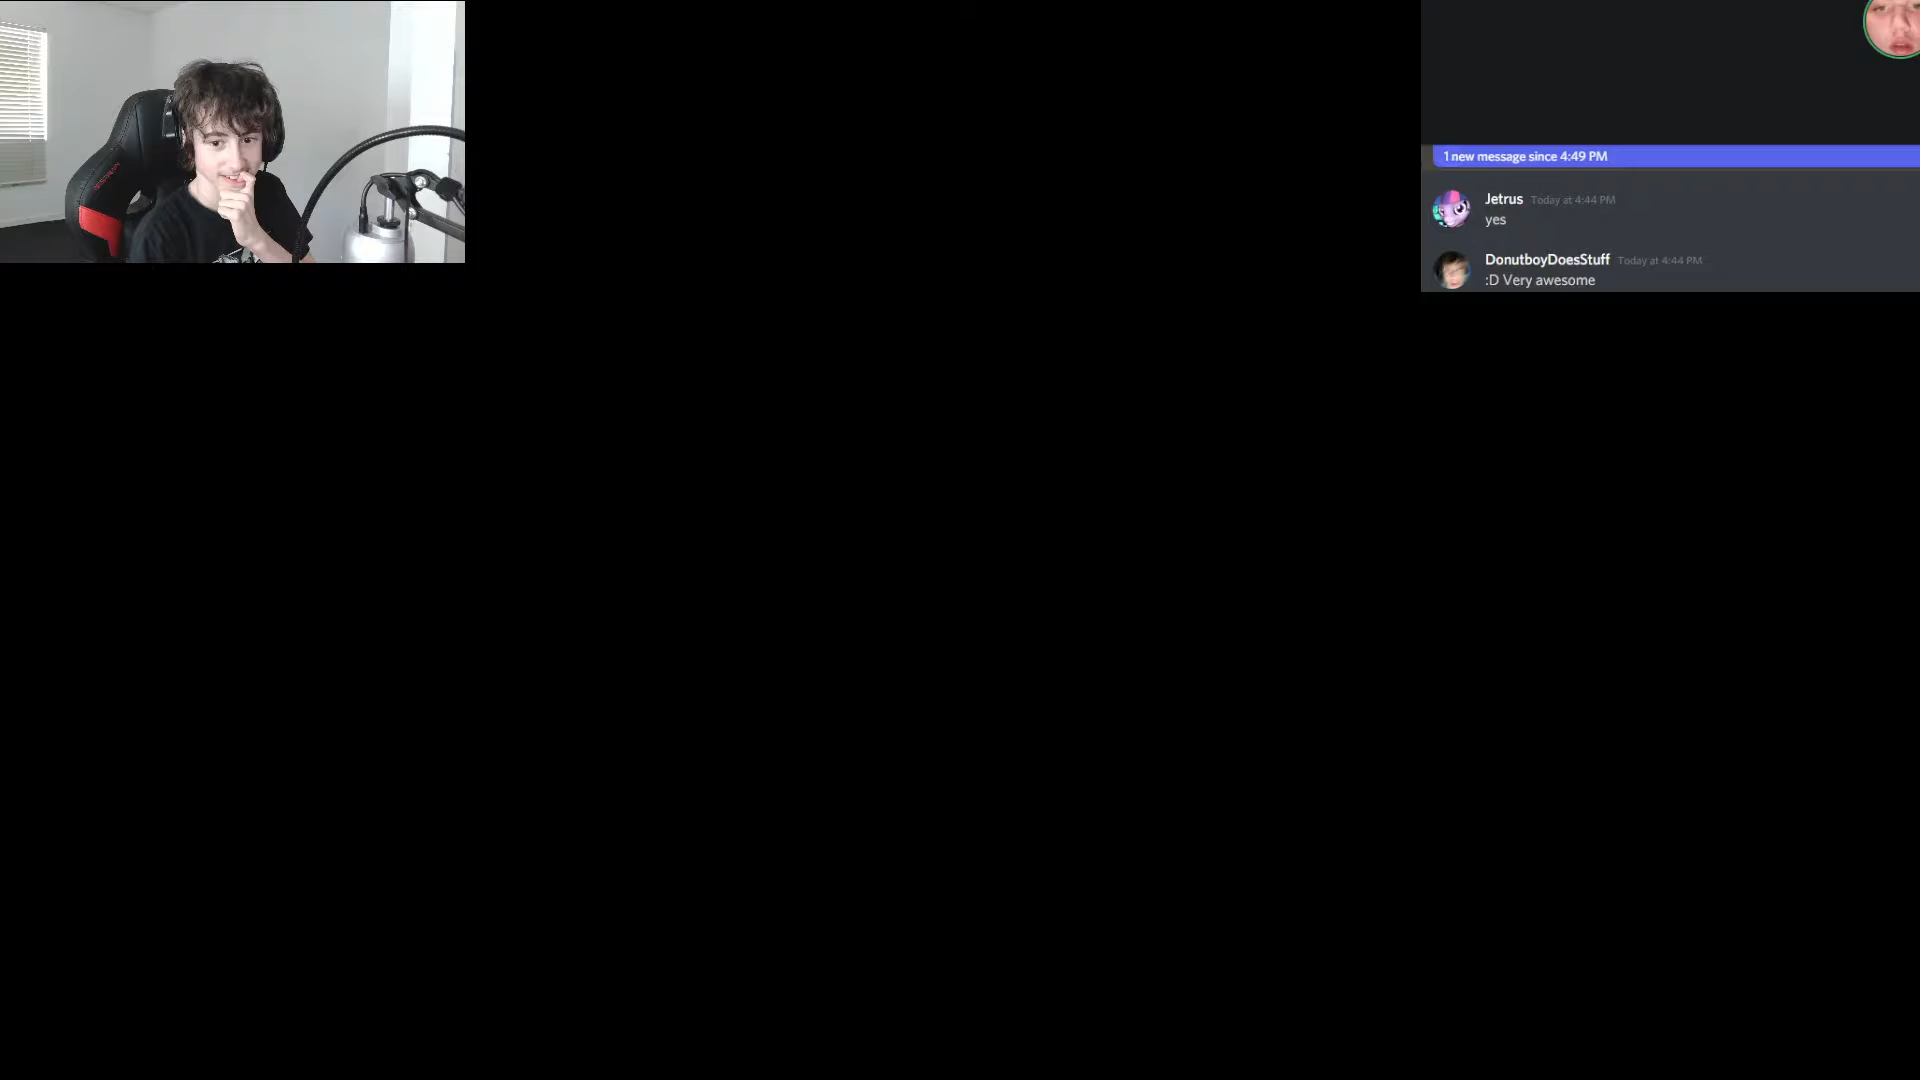 1 new message since 4:49 PM
Jetrus Today at 4:44 PM
yes
DonutboyDoesStuff Today at 4:44 PM
:D Very awesome